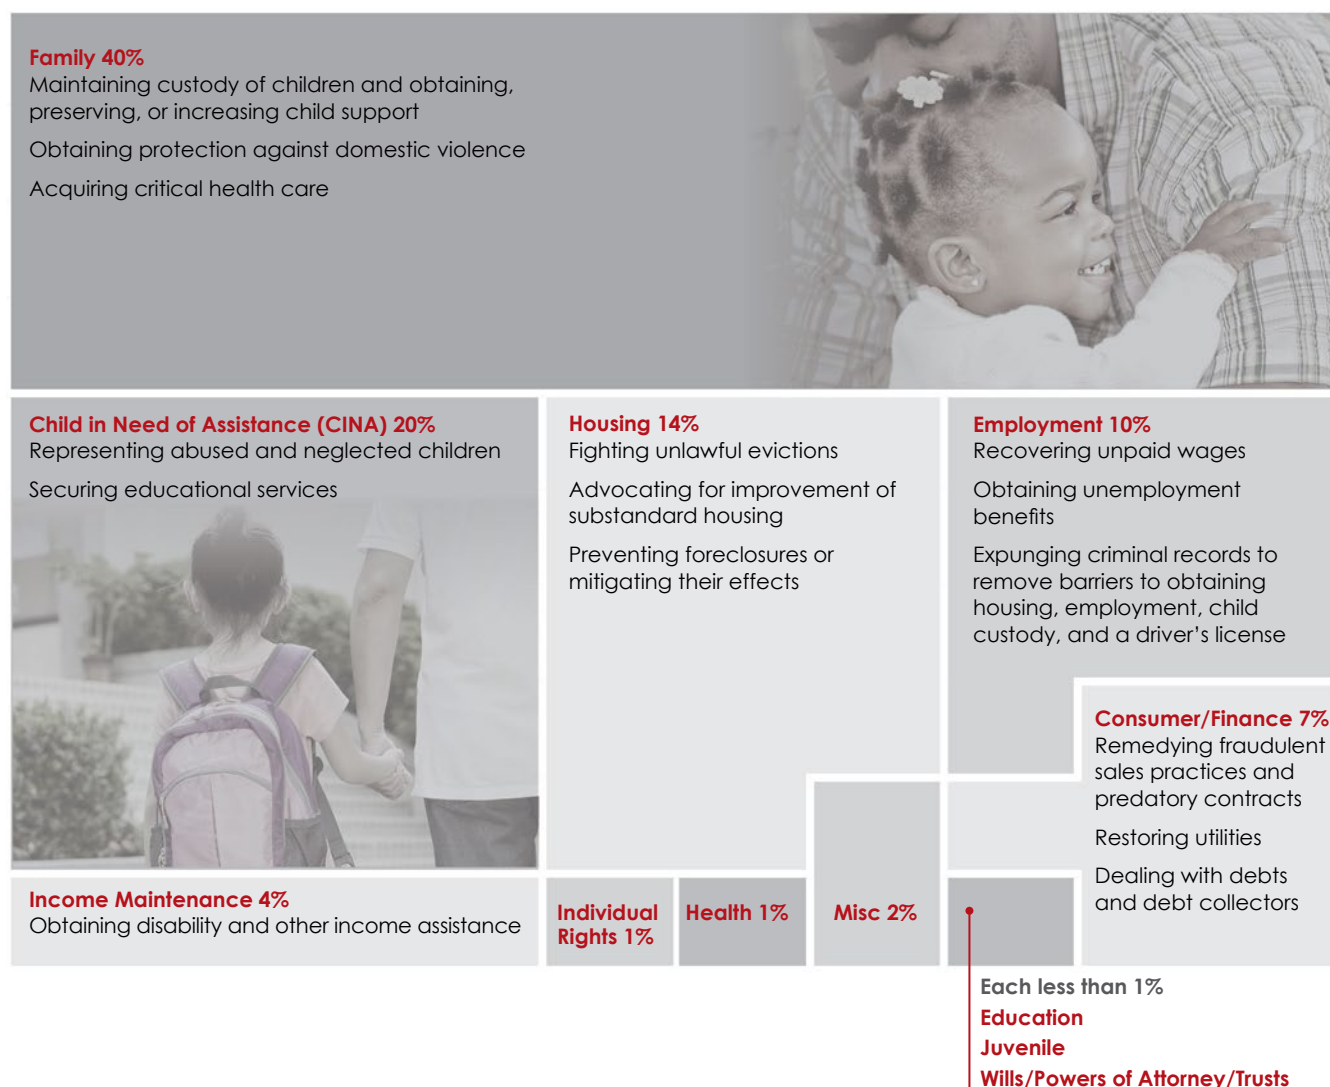 Family 40%
Maintaining custody of children and obtaining,
preserving, or increasing child support
Obtaining protection against domestic violence
Acquiring critical health care
Child in Need of Assistance (CINA) 20%
Representing abused and neglected children
Securing educational services
Housing 14%
Fighting unlawful evictions
Advocating for improvement of
substandard housing
Preventing foreclosures or
mitigating their effects
Employment 10%
Recovering unpaid wages
Obtaining unemployment
benefits
Expunging criminal records to
remove barriers to obtaining
housing, employment, child
custody, and a driver’s license
Consumer/Finance 7%
Remedying fraudulent
sales practices and
predatory contracts
Restoring utilities
Dealing with debts
and debt collectors
Income Maintenance 4%
Obtaining disability and other income assistance
Individual
Rights 1%
Health 1%
Misc 2%
Each less than 1%
Education
Juvenile
Wills/Powers of Attorney/Trusts